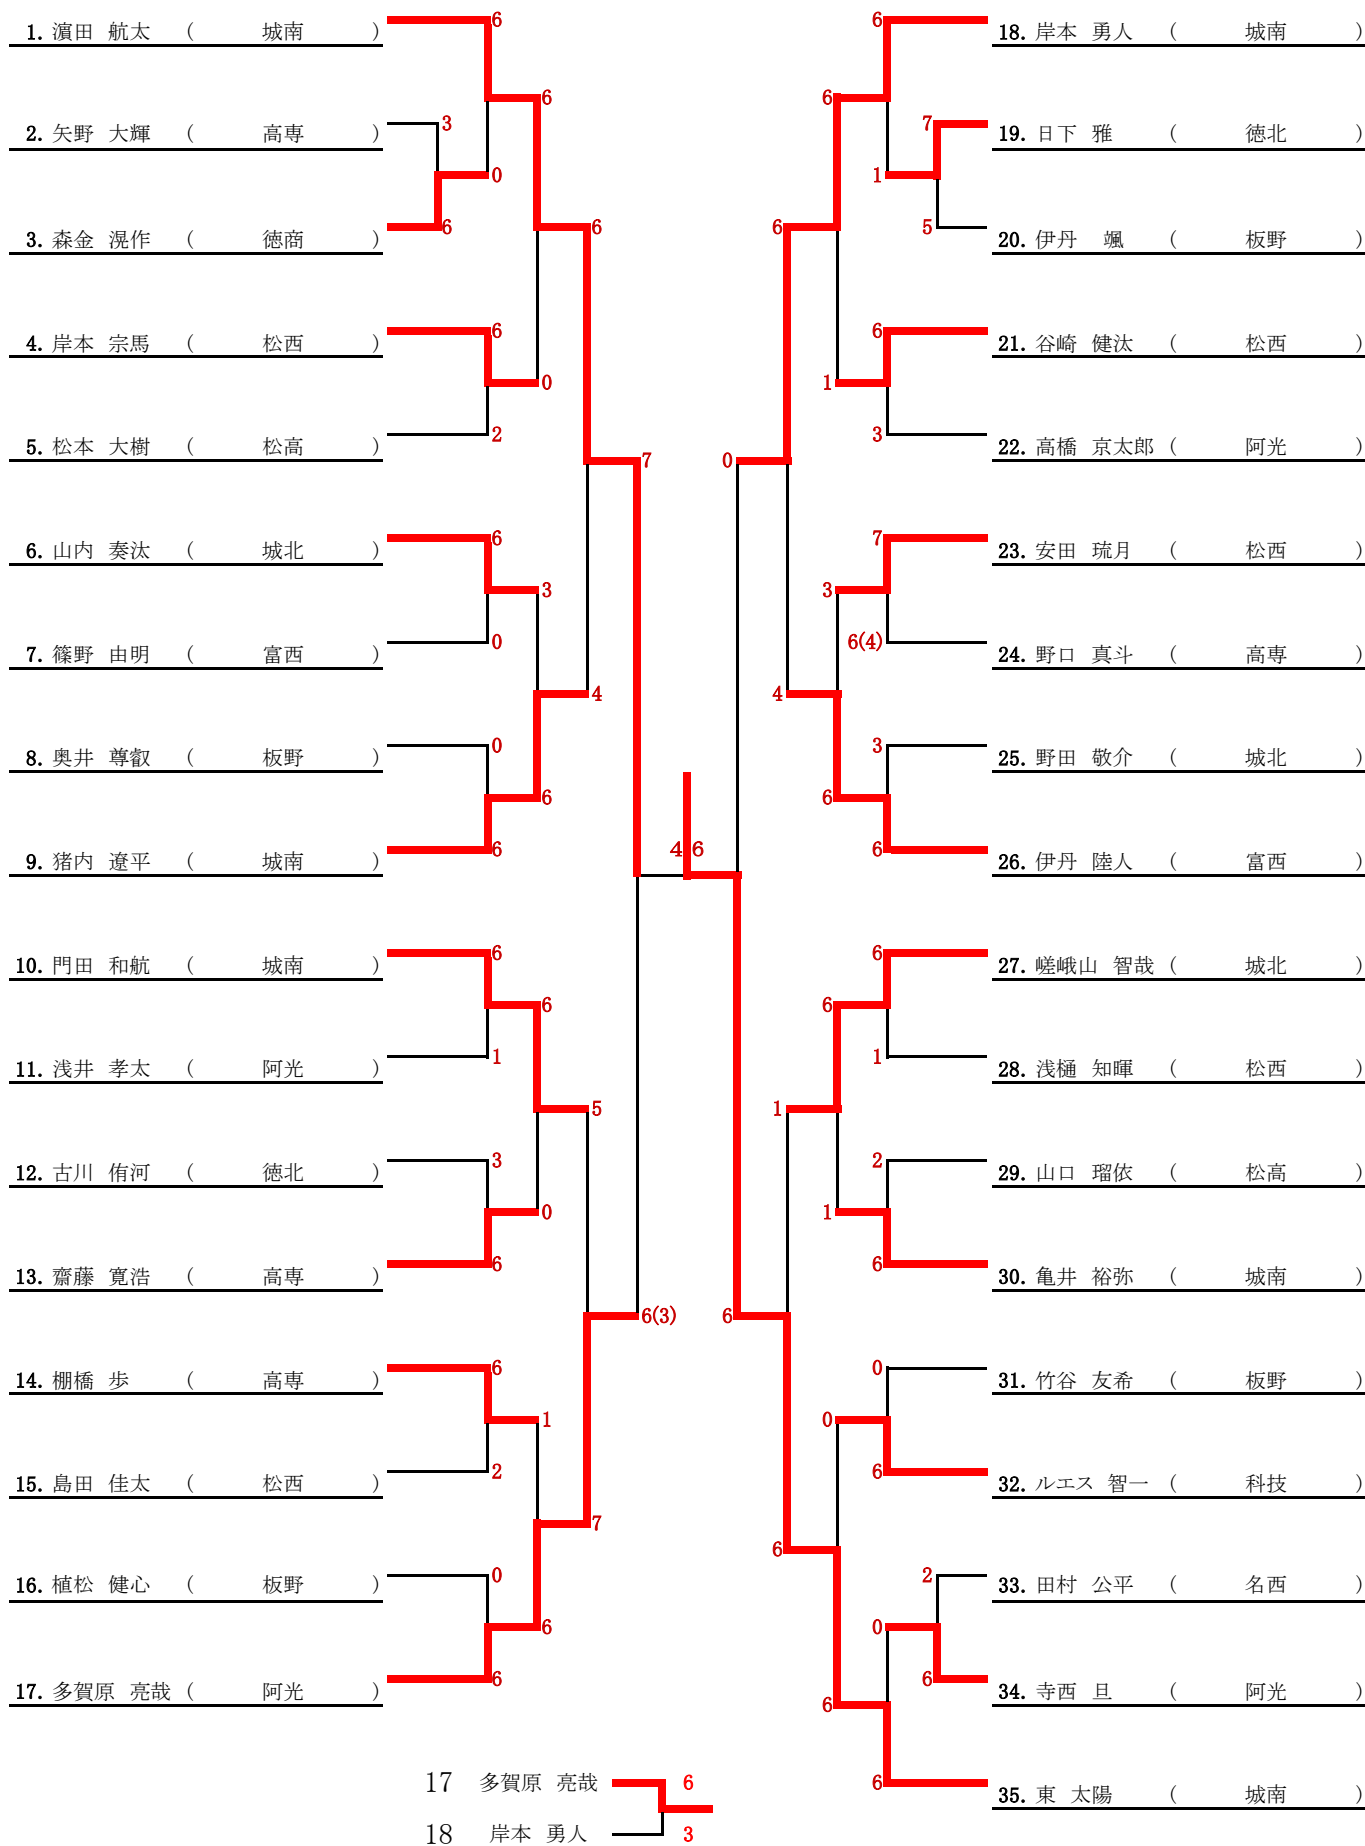 1. 濵田 航太 ( 城南 )
2. 矢野 大輝 ( 高専 )
3. 森金 滉作 ( 徳商 )
4. 岸本 宗馬 ( 松西 )
5. 松本 大樹 ( 松高 )
6. 山内 奏汰 ( 城北 )
7. 篠野 由明 ( 富西 )
8. 奥井 尊叡 ( 板野 )
9. 猪内 遼平 ( 城南 )
10. 門田 和航 ( 城南 )
11. 浅井 孝太 ( 阿光 )
12. 古川 侑河 ( 徳北 )
13. 齋藤 寛浩 ( 高専 )
14. 棚橋 歩 ( 高専 )
15. 島田 佳太 ( 松西 )
16. 植松 健心 ( 板野 )
17. 多賀原 亮哉 ( 阿光 )
6
3
6
6
2
6
0
0
6
6
1
3
6
6
2
0
6
0
6
0
3
6
6
0
1
6
6
4
5
7
7
6(3)
4 6
0
6
6
4
1
6
6
1
3
6
6
1
0
6
1
0
6
7
5
6
3
7
6(4)
3
6
6
1
2
6
0
6
2
6
6
18. 岸本 勇人 ( 城南 )
19. 日下 雅 ( 徳北 )
20. 伊丹 颯 ( 板野 )
21. 谷崎 健汰 ( 松西 )
22. 高橋 京太郎 ( 阿光 )
23. 安田 琉月 ( 松西 )
24. 野口 真斗 ( 高専 )
25. 野田 敬介 ( 城北 )
26. 伊丹 陸人 ( 富西 )
27. 嵯峨山 智哉 ( 城北 )
28. 浅樋 知暉 ( 松西 )
29. 山口 瑠依 ( 松高 )
30. 亀井 裕弥 ( 城南 )
31. 竹谷 友希 ( 板野 )
32. ルエス 智一 ( 科技 )
33. 田村 公平 ( 名西 )
34. 寺西 旦 ( 阿光 )
35. 東 太陽 ( 城南 )
17 多賀原 亮哉 6
18 岸本 勇人 3